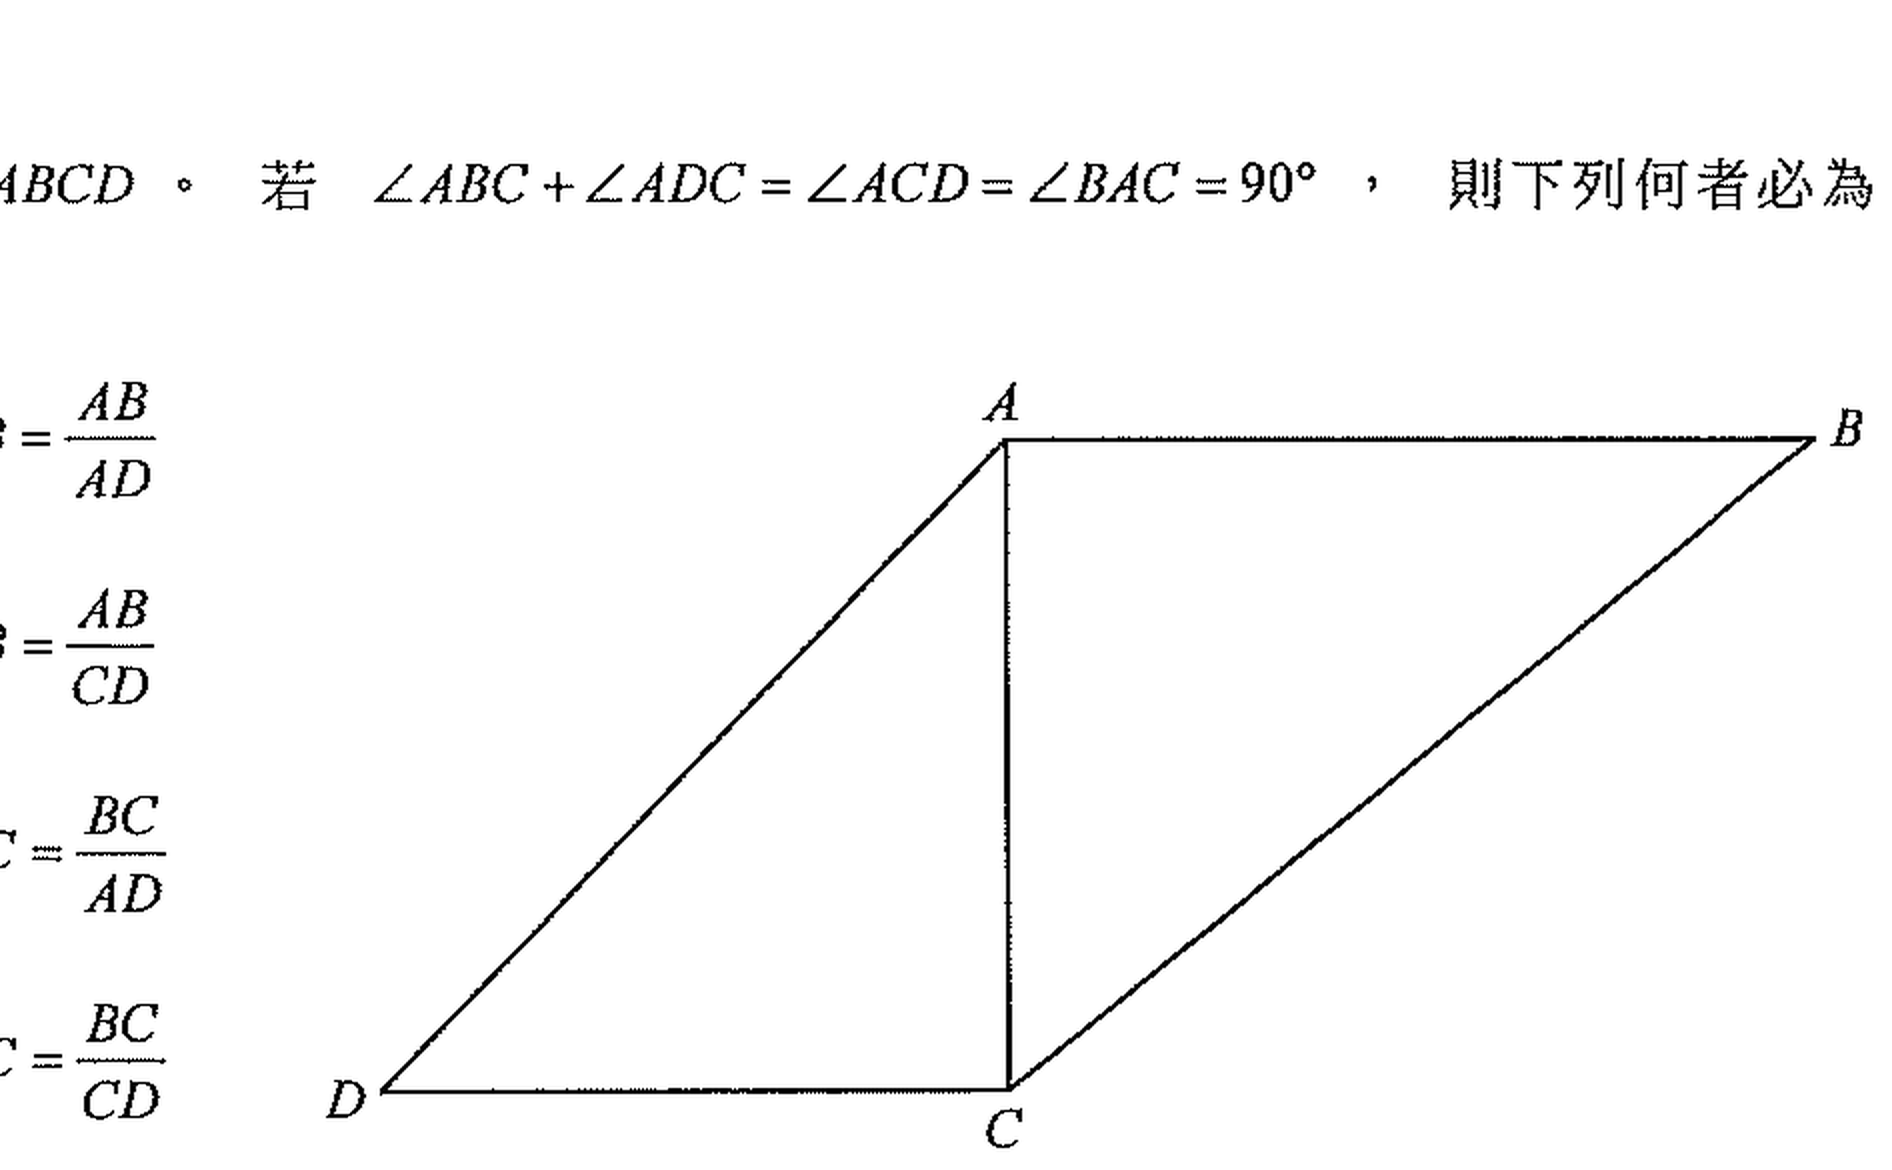 ABCD 。 若 ∠ABC + ∠ADC = ∠ACD = ∠BAC = 90° ， 則下列何者必為
= AB/AD
= AB/CD
C = BC/AD
C = BC/CD
A
B
D
C